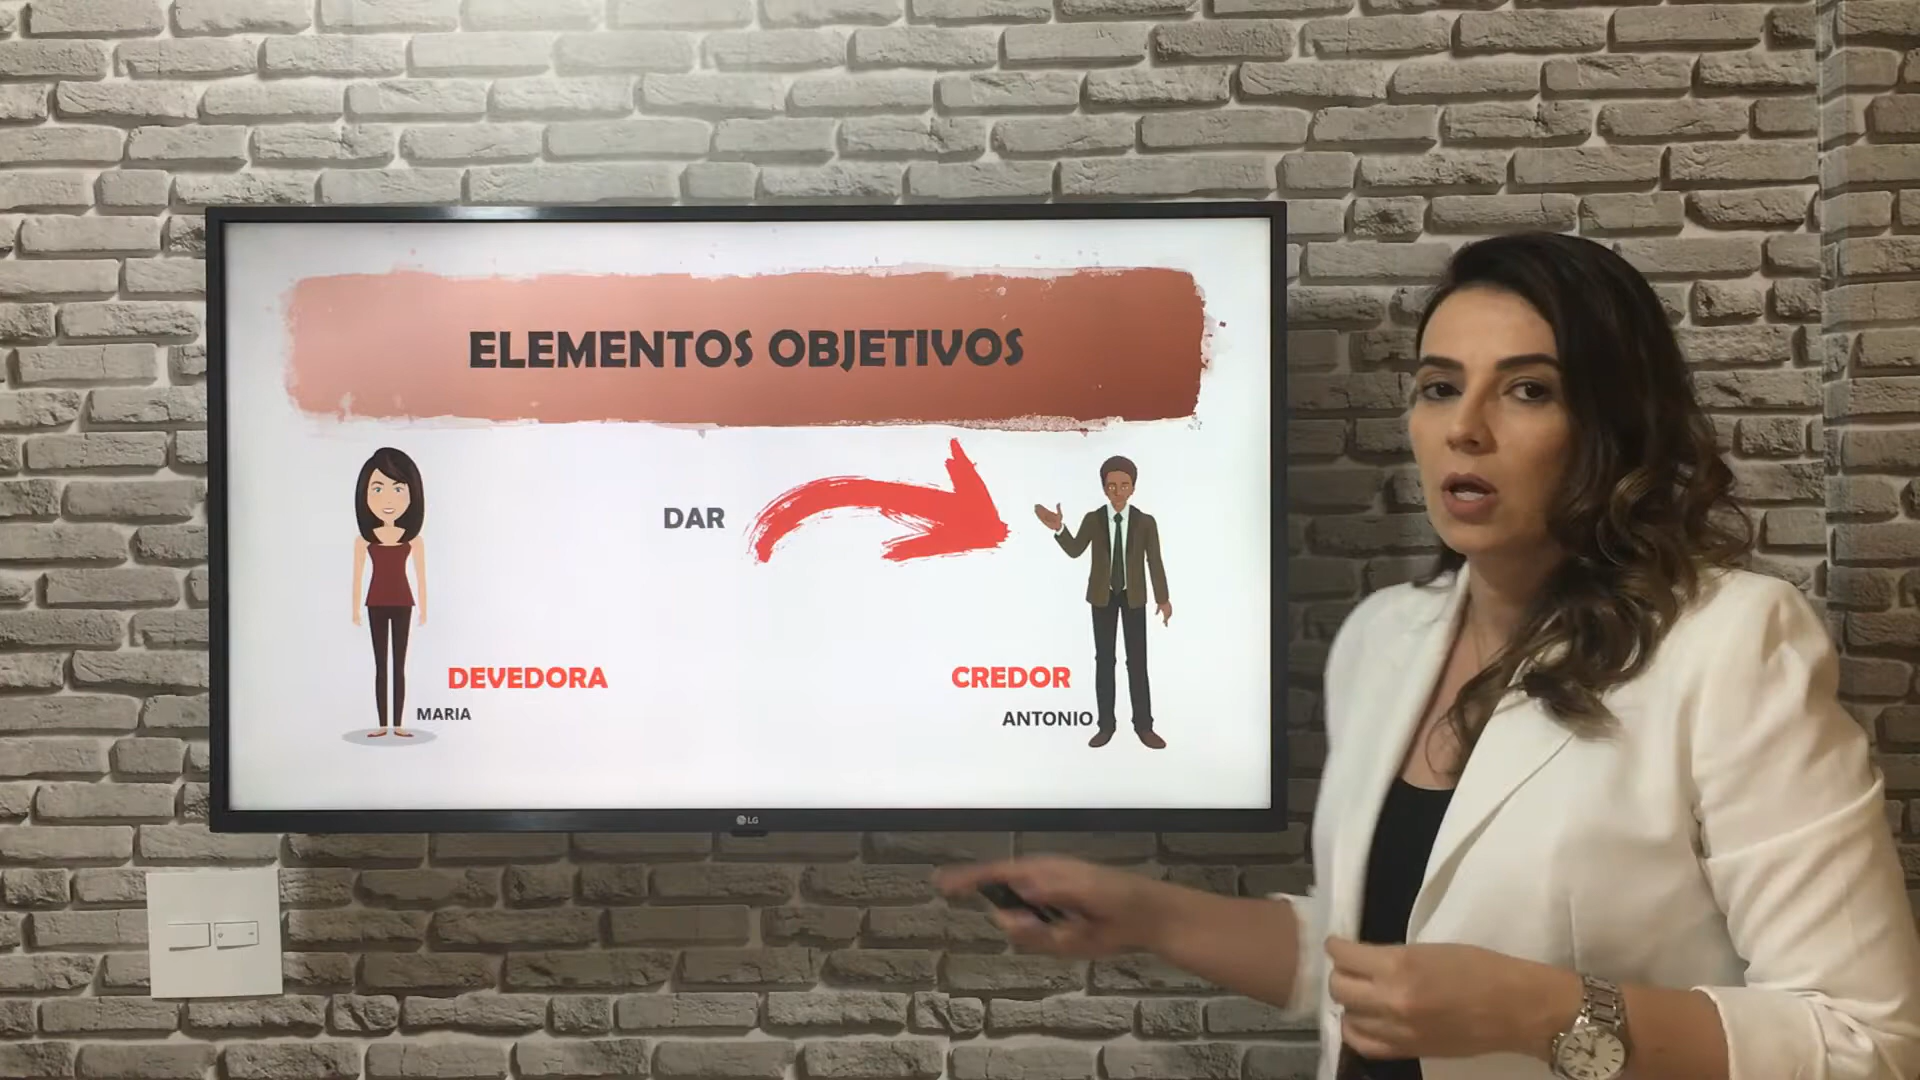 ELEMENTOS OBJETIVOS
DAR
DEVEDORA
MARIA
CREDOR
ANTONIO
LG